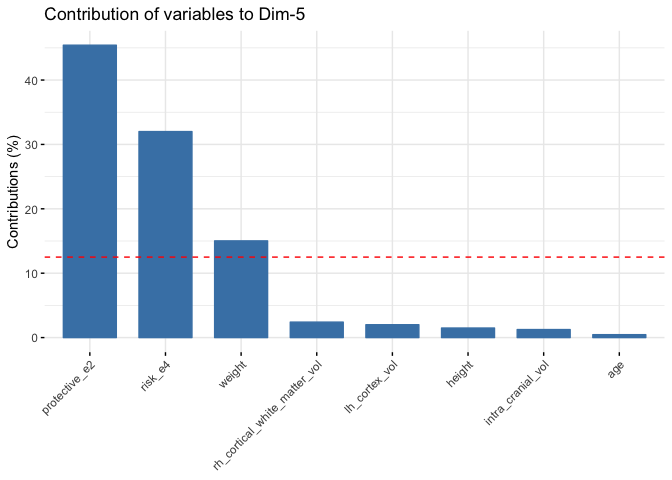 Contribution of variables to Dim-5
Contributions (%)
40
30
20
10
0
protective_e2
risk_e4
weight
rh_cortical_white_matter_vol
lh_cortex_vol
height
intra_cranial_vol
age